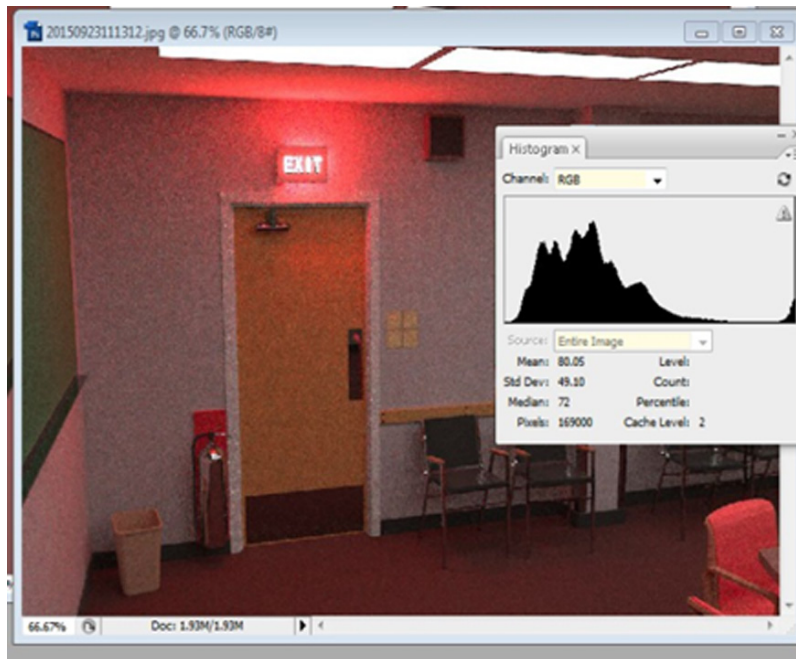 20150923111312.jpg @ 66.7% (RGB/8#)
EXIT
Histogram ×
Channel: RGB
Source: Entire Image
Mean: 80.05 Level:
Std Dev: 49.10 Count:
Median: 72 Percentile:
Pixels: 169000 Cache Level: 2
66.67% Doc: 1.93M/1.93M